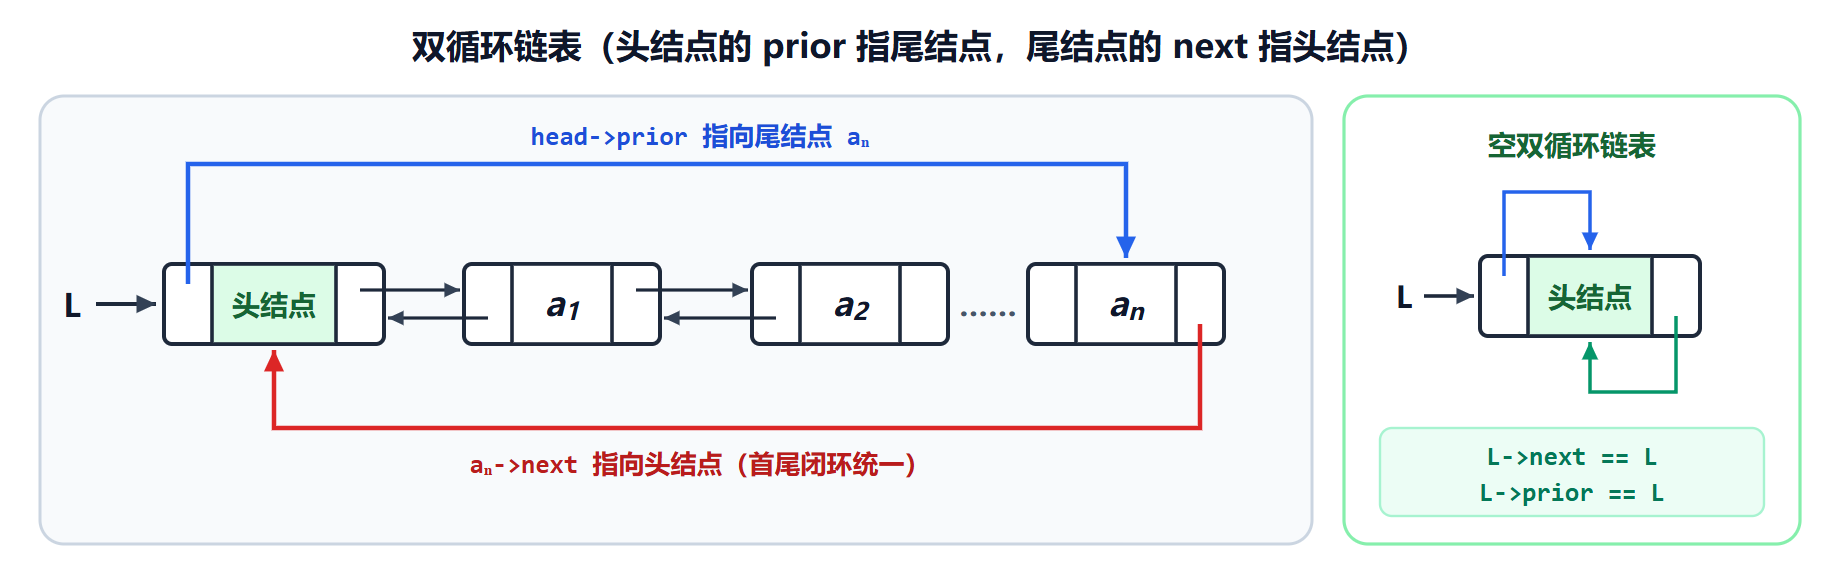 双循环链表（头结点的 prior 指尾结点，尾结点的 next 指头结点）
head->prior 指向尾结点 aₙ
L
头结点
a₁
a₂
……
aₙ
aₙ->next 指向头结点（首尾闭环统一）
空双循环链表
L
头结点
L->next == L
L->prior == L